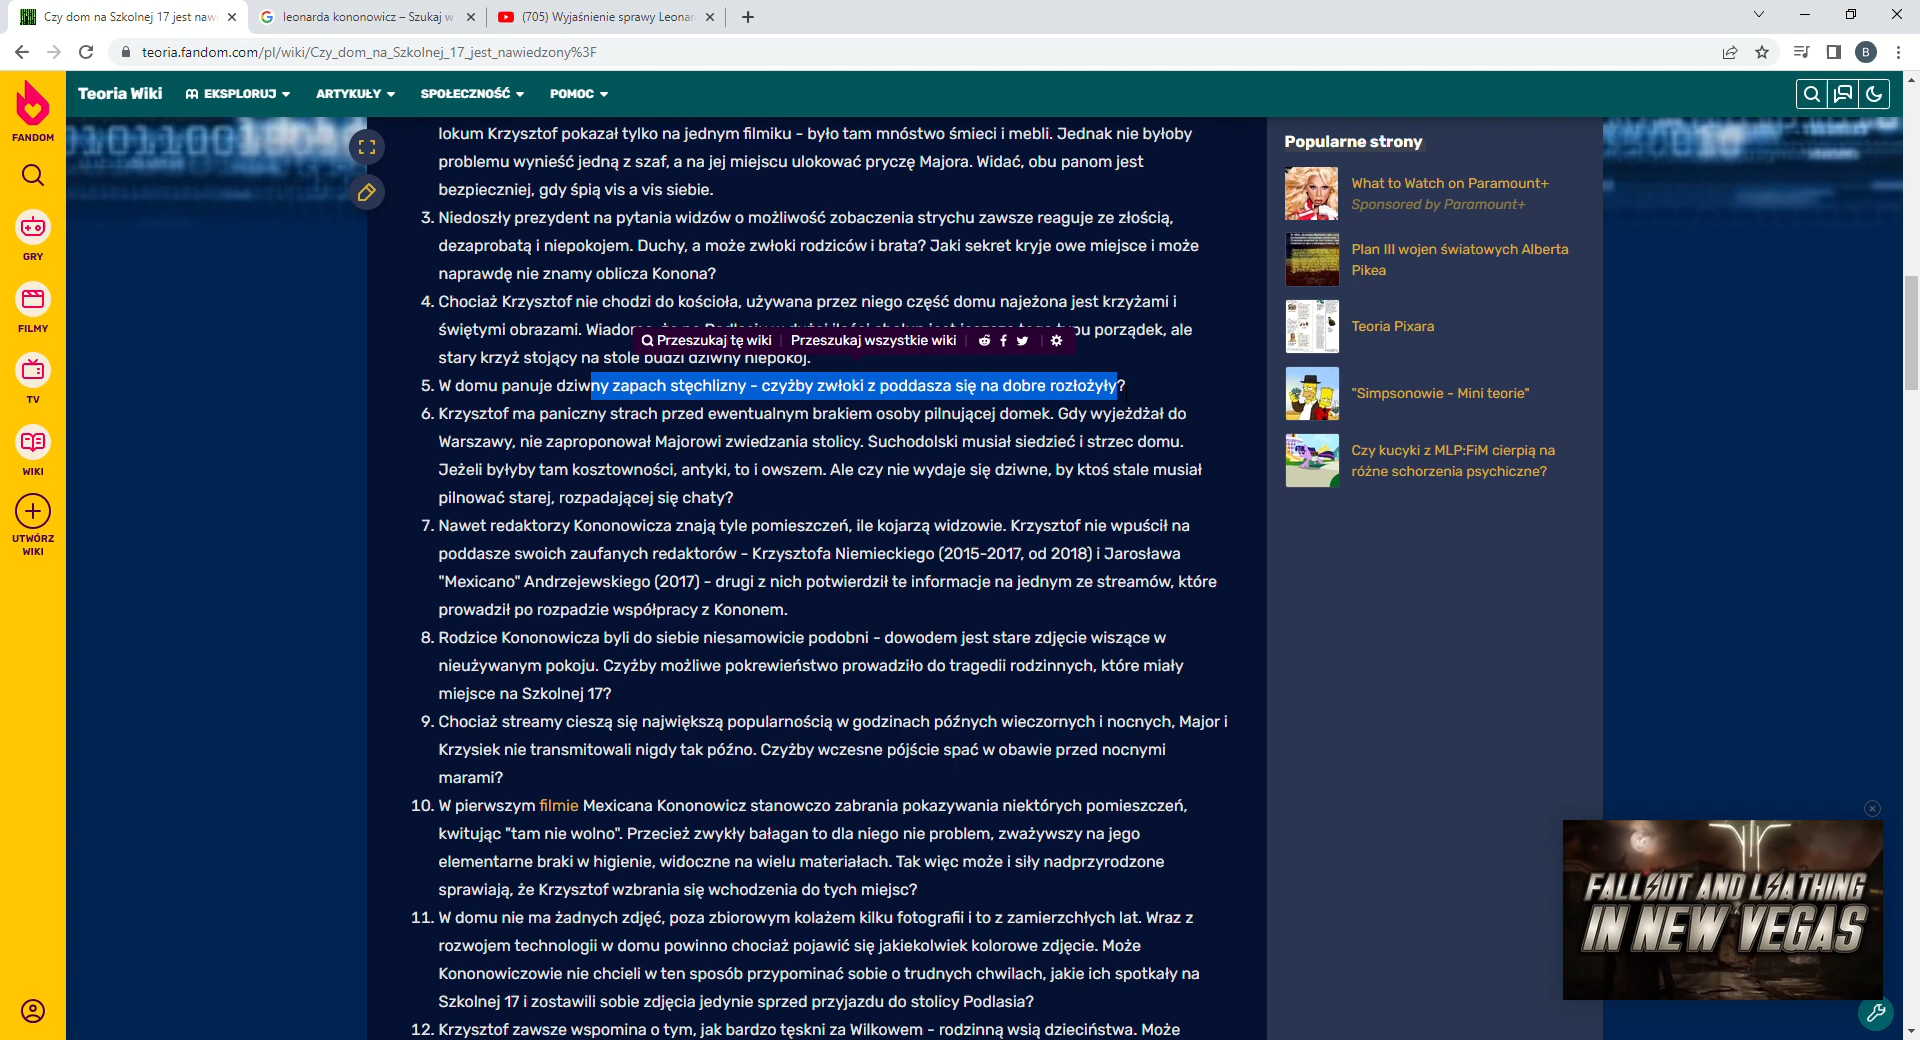 Czy dom na Szkolnej 17 jest naw
leonarda kononowicz – Szukaj w
(705) Wyjaśnienie sprawy Leonar
teoria.fandom.com/pl/wiki/Czy_dom_na_Szkolnej_17_jest_nawiedzony%3F
B
Teoria Wiki
EKSPLORUJ
ARTYKUŁY
SPOŁECZNOŚĆ
POMOC
FANDOM
GRY
FILMY
TV
WIKI
UTWÓRZ
WIKI
lokum Krzysztof pokazał tylko na jednym filmiku - było tam mnóstwo śmieci i mebli. Jednak nie byłoby
problemu wynieść jedną z szaf, a na jej miejscu ulokować pryczę Majora. Widać, obu panom jest
bezpieczniej, gdy śpią vis a vis siebie.
3. Niedoszły prezydent na pytania widzów o możliwość zobaczenia strychu zawsze reaguje ze złością,
dezaprobatą i niepokojem. Duchy, a może zwłoki rodziców i brata? Jaki sekret kryje owe miejsce i może
naprawdę nie znamy oblicza Konona?
4. Chociaż Krzysztof nie chodzi do kościoła, używana przez niego część domu najeżona jest krzyżami i
świętymi obrazami. porządek, ale
Przeszukaj tę wiki
Przeszukaj wszystkie wiki
stary krzyż stojący na stole budzi dziwny niepokój.
5. W domu panuje dziwny zapach stęchlizny - czyżby zwłoki z poddasza się na dobre rozłożyły?
6. Krzysztof ma paniczny strach przed ewentualnym brakiem osoby pilnującej domek. Gdy wyjeżdżał do
Warszawy, nie zaproponował Majorowi zwiedzania stolicy. Suchodolski musiał siedzieć i strzec domu.
Jeżeli byłyby tam kosztowności, antyki, to i owszem. Ale czy nie wydaje się dziwne, by ktoś stale musiał
pilnować starej, rozpadającej się chaty?
7. Nawet redaktorzy Kononowicza znają tyle pomieszczeń, ile kojarzą widzowie. Krzysztof nie wpuścił na
poddasze swoich zaufanych redaktorów - Krzysztofa Niemieckiego (2015-2017, od 2018) i Jarosława
"Mexicano" Andrzejewskiego (2017) - drugi z nich potwierdził te informacje na jednym ze streamów, które
prowadził po rozpadzie współpracy z Kononem.
8. Rodzice Kononowicza byli do siebie niesamowicie podobni - dowodem jest stare zdjęcie wiszące w
nieużywanym pokoju. Czyżby możliwe pokrewieństwo prowadziło do tragedii rodzinnych, które miały
miejsce na Szkolnej 17?
9. Chociaż streamy cieszą się największą popularnością w godzinach późnych wieczornych i nocnych, Major i
Krzysiek nie transmitowali nigdy tak późno. Czyżby wczesne pójście spać w obawie przed nocnymi
marami?
10. W pierwszym filmie Mexicana Kononowicz stanowczo zabrania pokazywania niektórych pomieszczeń,
kwitując "tam nie wolno". Przecież zwykły bałagan to dla niego nie problem, zważywszy na jego
elementarne braki w higienie, widoczne na wielu materiałach. Tak więc może i siły nadprzyrodzone
sprawiają, że Krzysztof wzbrania się wchodzenia do tych miejsc?
11. W domu nie ma żadnych zdjęć, poza zbiorowym kolażem kilku fotografii i to z zamierzchłych lat. Wraz z
rozwojem technologii w domu powinno chociaż pojawić się jakiekolwiek kolorowe zdjęcie. Może
Kononowiczowie nie chcieli w ten sposób przypominać sobie o trudnych chwilach, jakie ich spotkały na
Szkolnej 17 i zostawili sobie zdjęcia jedynie sprzed przyjazdu do stolicy Podlasia?
12. Krzysztof zawsze wspomina o tym, jak bardzo tęskni za Wilkowem - rodzinną wsią dzieciństwa. Może
Popularne strony
What to Watch on Paramount+
Sponsored by Paramount+
Plan III wojen światowych Alberta
Pikea
Teoria Pixara
"Simpsonowie - Mini teorie"
Czy kucyki z MLP:FiM cierpią na
różne schorzenia psychiczne?
FALLOUT AND LOATHING
IN NEW VEGAS